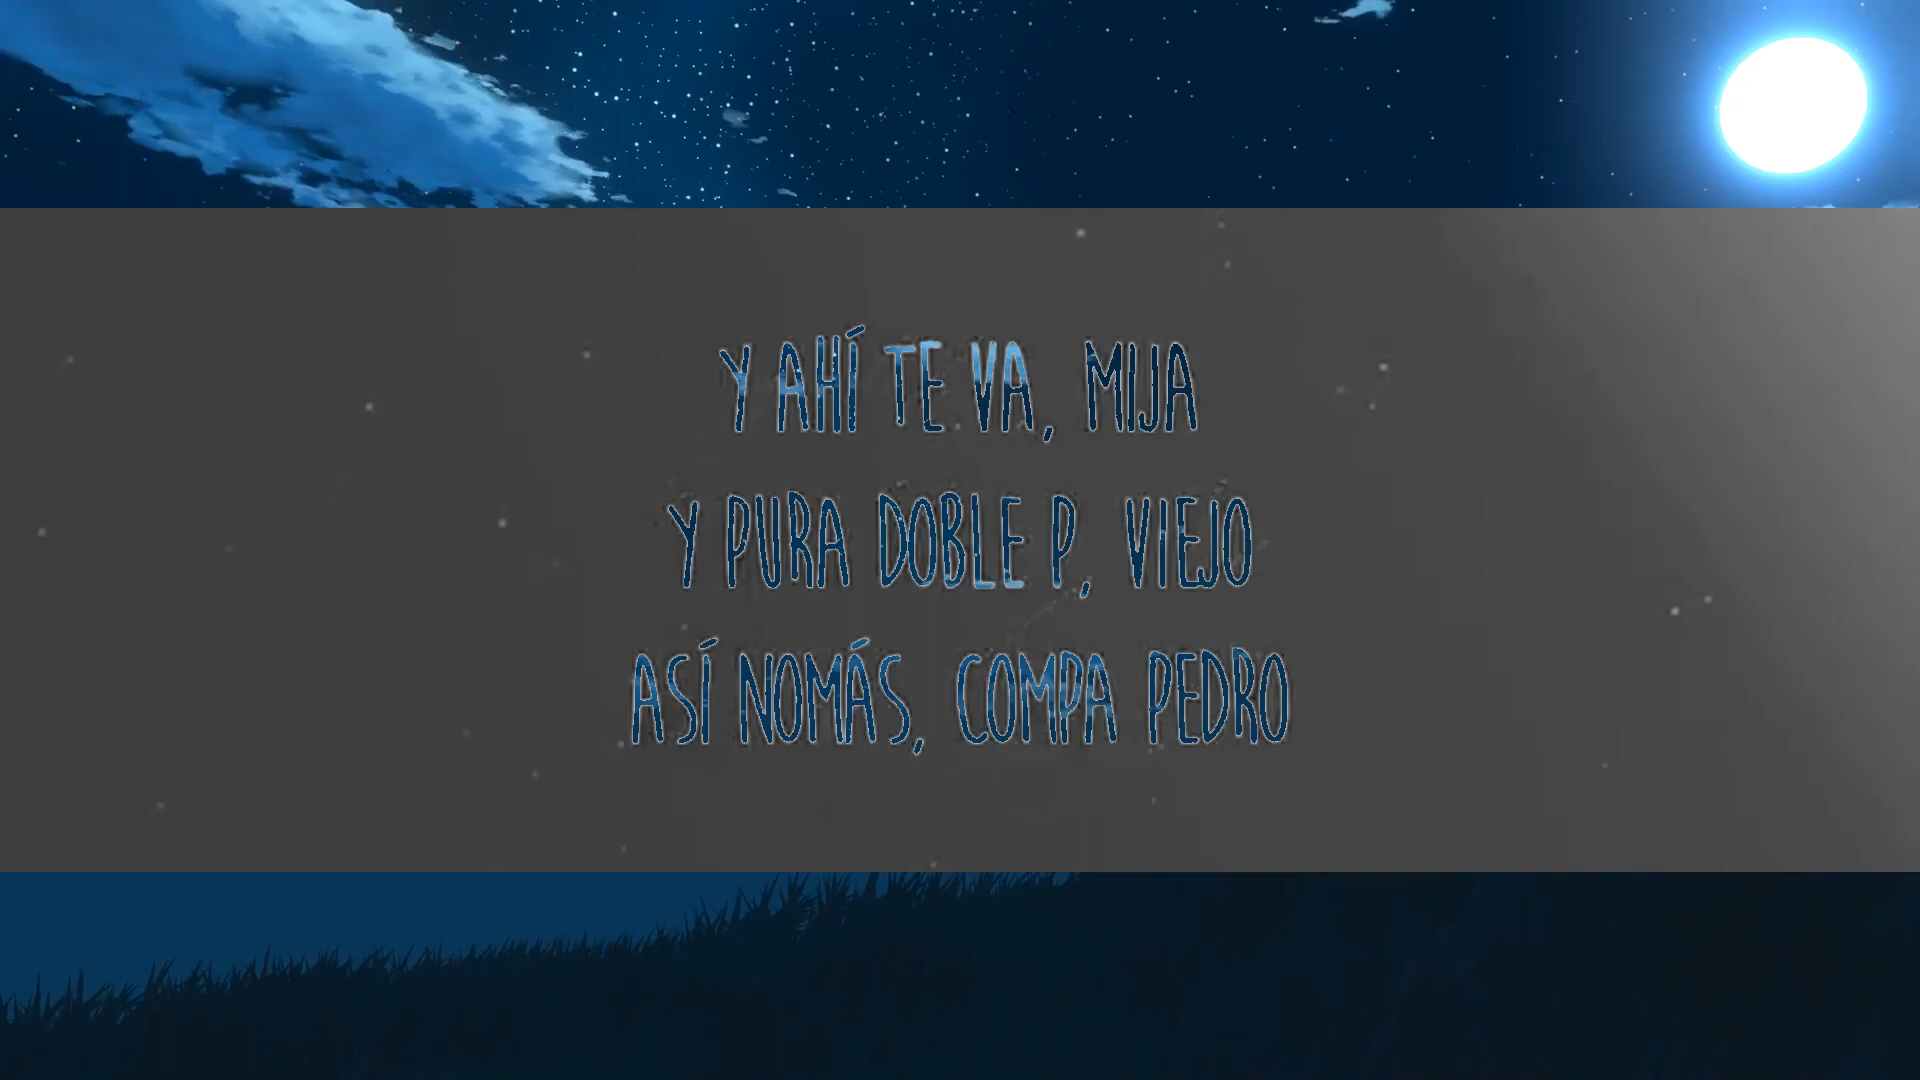 Y AHÍ TE VA, MIJA
Y PURA DOBLE P, VIEJO
ASÍ NOMÁS, COMPA PEDRO